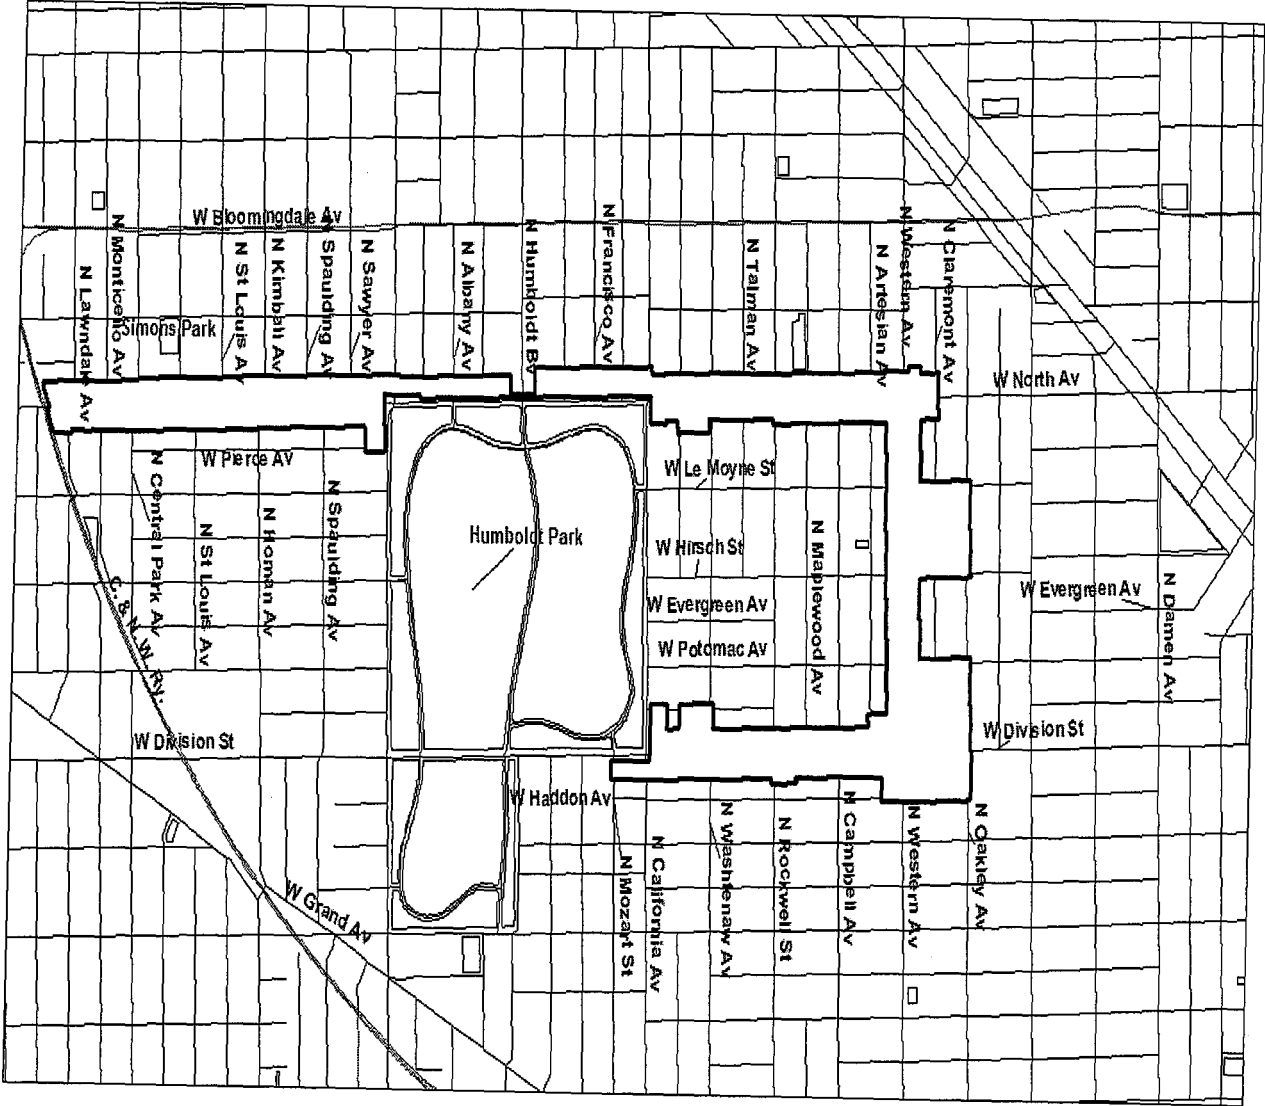 W Bloomingdale Av
N Monticello Av
N Lawndale Av
Simons Park
N St Louis Av
N Kimball Av
N Spaulding Av
N Sawyer Av
N Albany Av
N Humboldt Bv
N Francisco Av
N Talman Av
N Artesian Av
N Western Av
N Claremont Av
W North Av
W Pierce Av
N Central Park Av
N St Louis Av
N Homan Av
N Spaulding Av
Humboldt Park
W Le Moyne St
W Hirsch St
W Evergreen Av
W Potomac Av
N Maplewood Av
W Evergreen Av
N Damen Av
C. & N. W. Ry.
W Division St
W Division St
W Haddon Av
W Grand Av
N Mozart St
N California Av
N Washtenaw Av
N Rockwell St
N Campbell Av
N Western Av
N Oakley Av